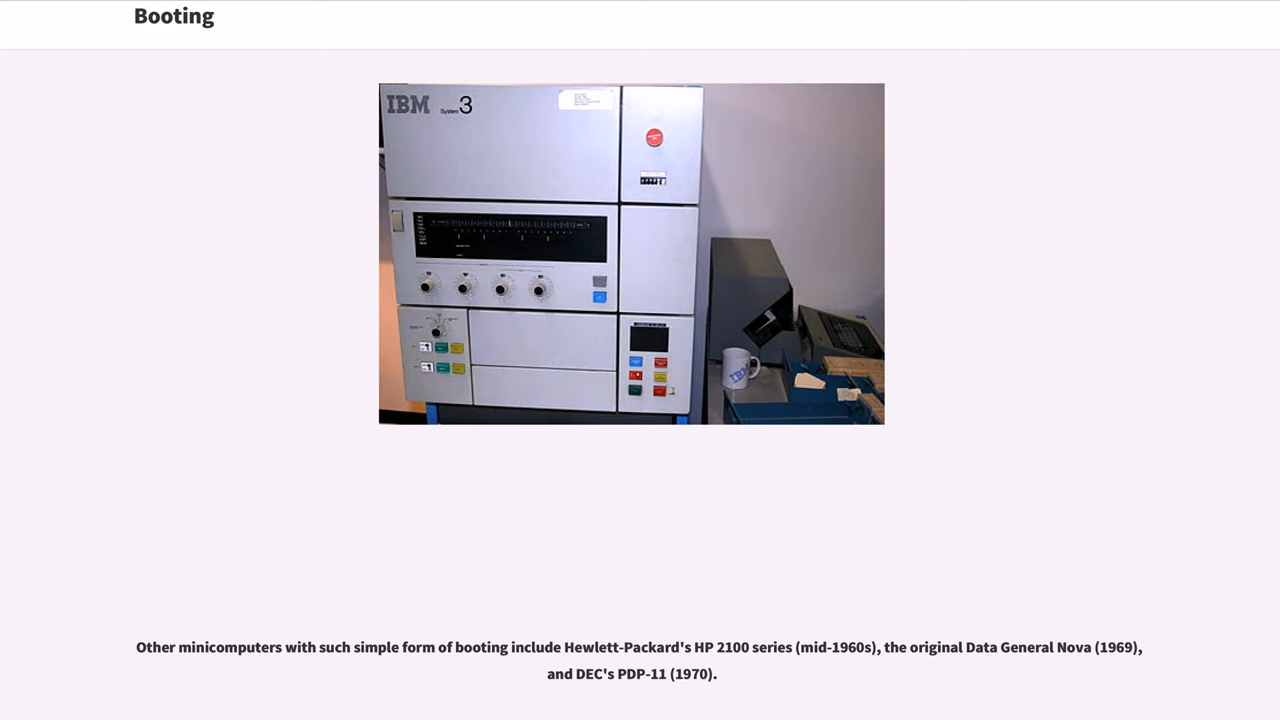 Booting
IBM System 3
IBM
Other minicomputers with such simple form of booting include Hewlett-Packard's HP 2100 series (mid-1960s), the original Data General Nova (1969),
and DEC's PDP-11 (1970).